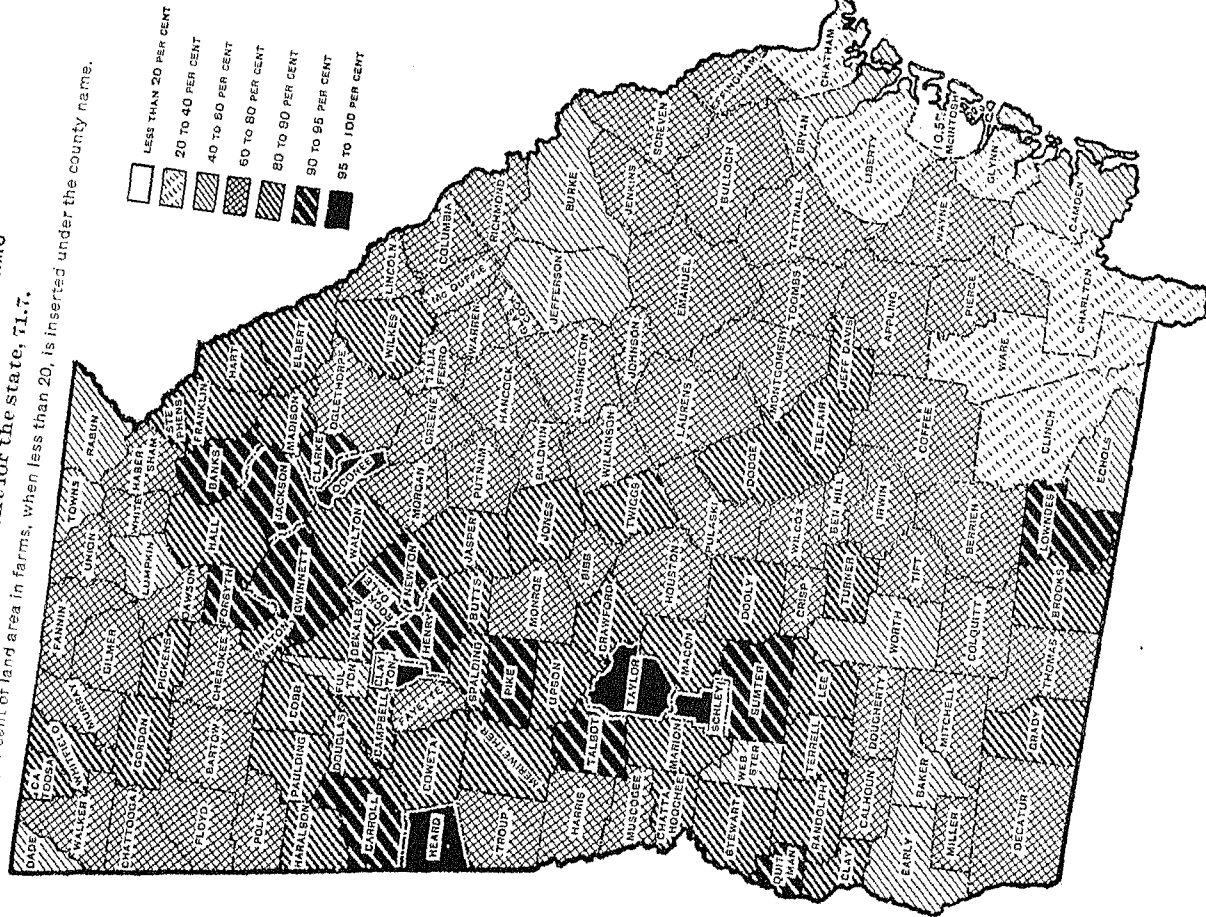 for the state, 71.7.
cent of land area in farms, when less than 20, is inserted under the county name.
LESS THAN 20 PER CENT
20 TO 40 PER CENT
40 TO 60 PER CENT
60 TO 80 PER CENT
80 TO 90 PER CENT
90 TO 95 PER CENT
95 TO 100 PER CENT
DADE
WALKER
CATOOSA
WHITFIELD
MURRAY
FANNIN
GILMER
UNION
TOWNS
RABUN
WHITE
HABERSHAM
LUMPKIN
DAWSON
PICKENS
GORDON
CHATTOOGA
FLOYD
BARTOW
CHEROKEE
FORSYTH
HALL
BANKS
STEPHENS
FRANKLIN
HART
ELBERT
MADISON
JACKSON
CLARKE
OCONEE
OGLETHORPE
WILKES
LINCOLN
COLUMBIA
McDUFFIE
RICHMOND
POLK
PAULDING
COBB
MILTON
GWINNETT
WALTON
HARALSON
DOUGLAS
CAMPBELL
FULTON
DEKALB
ROCKDALE
NEWTON
MORGAN
GREENE
TALIAFERRO
WARREN
GLASCOCK
JEFFERSON
BURKE
SCREVEN
JENKINS
EFFINGHAM
CHATHAM
CARROLL
HEARD
COWETA
FAYETTE
CLAYTON
HENRY
SPALDING
BUTTS
JASPER
PUTNAM
HANCOCK
WASHINGTON
JOHNSON
EMANUEL
BULLOCH
BRYAN
TROUP
MERIWETHER
PIKE
UPSON
MONROE
JONES
BALDWIN
WILKINSON
LAURENS
HARRIS
TALBOT
TAYLOR
CRAWFORD
BIBB
TWIGGS
HOUSTON
MUSCOGEE
CHATTAHOOCHEE
MARION
SCHLEY
MACON
DOOLY
PULASKI
DODGE
TELFAIR
MONTGOMERY
TOOMBS
TATTNALL
LIBERTY
10.5
McINTOSH
GLYNN
CAMDEN
WAYNE
APPLING
JEFF DAVIS
PIERCE
WARE
CHARLTON
CLINCH
ECHOLS
COFFEE
STEWART
WEBSTER
SUMTER
QUITMAN
RANDOLPH
TERRELL
LEE
CRISP
WILCOX
BEN HILL
IRWIN
TURNER
CLAY
CALHOUN
DOUGHERTY
WORTH
TIFT
BERRIEN
EARLY
BAKER
MITCHELL
COLQUITT
MILLER
DECATUR
GRADY
THOMAS
BROOKS
LOWNDES